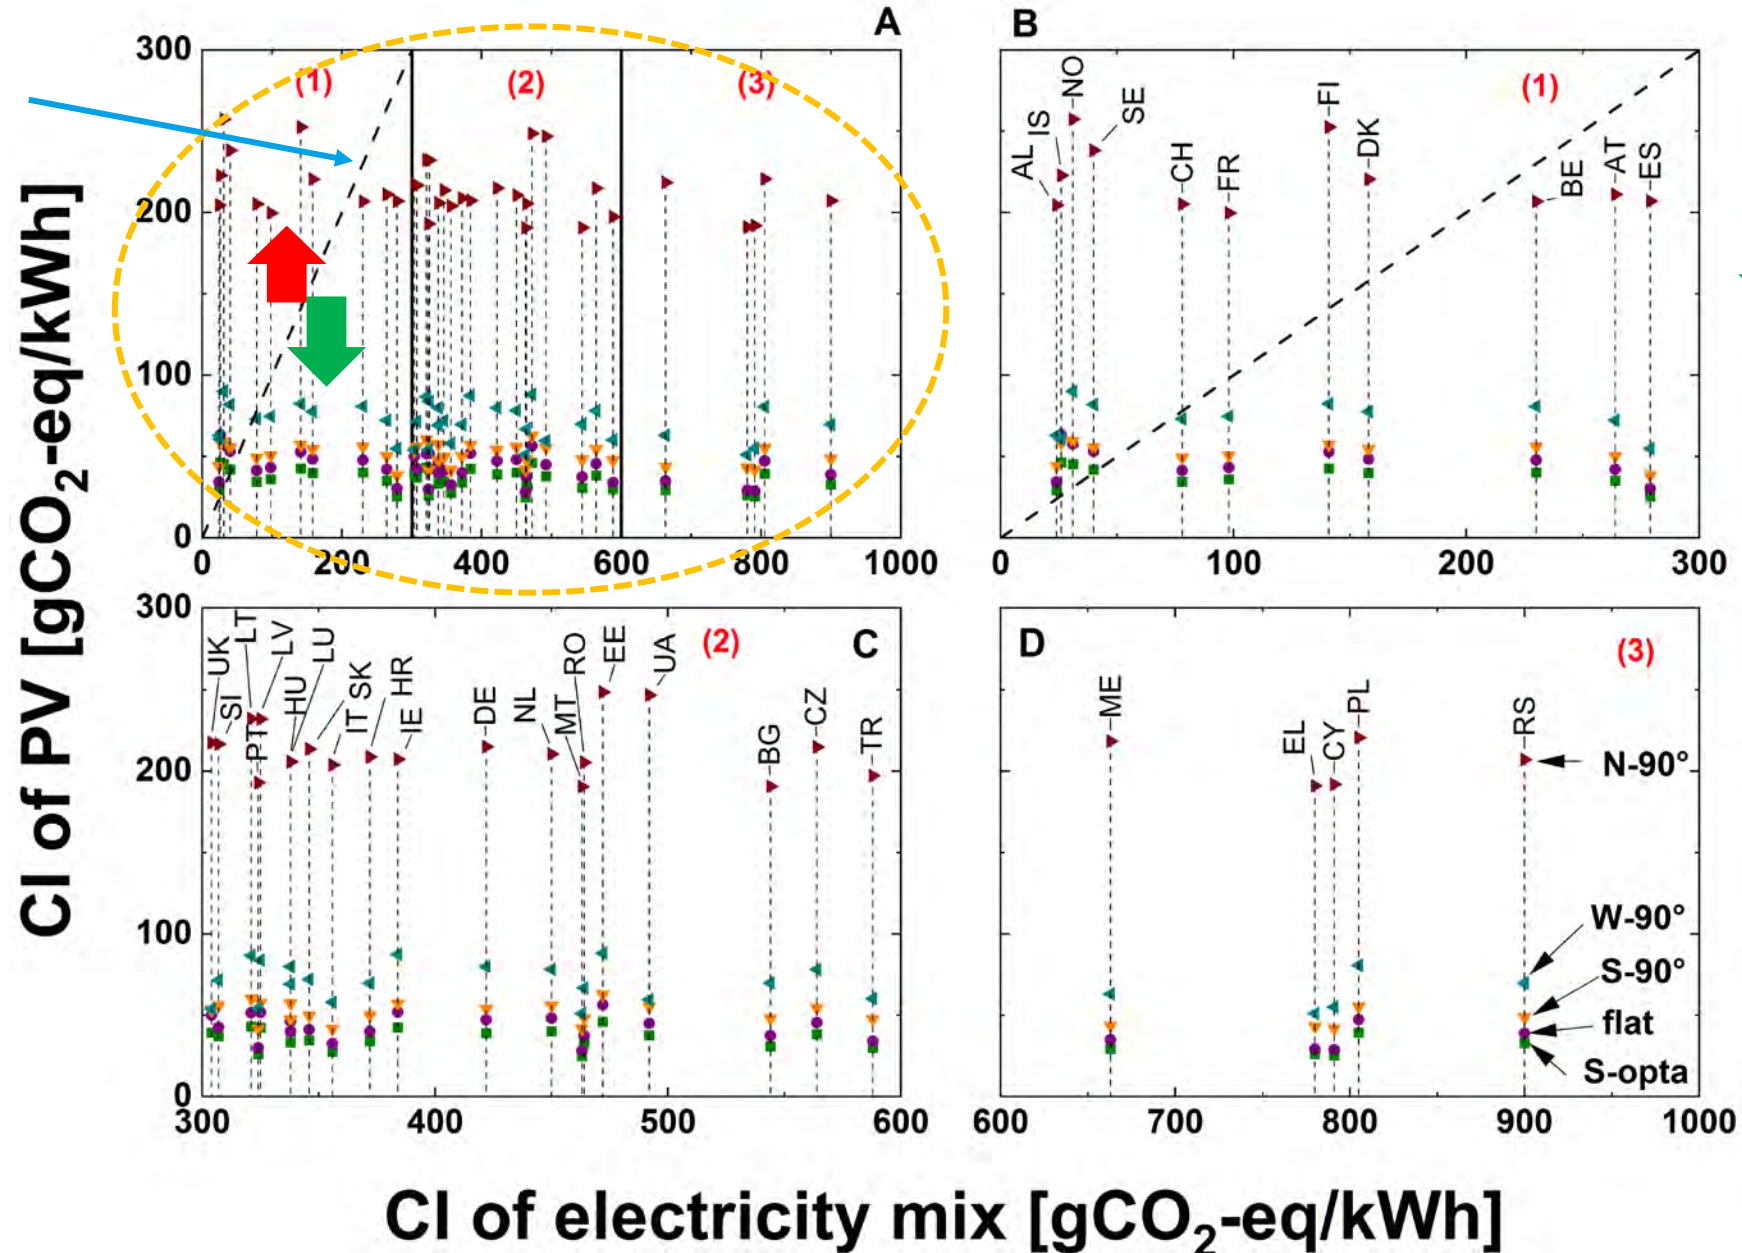 A
B
300
200
100
0
(1)
(2)
(3)
0
200
400
600
800
1000
(1)
AL
IS
NO
SE
CH
FR
FI
DK
BE
AT
ES
0
100
200
300
CI of PV [gCO₂-eq/kWh]
C
D
300
200
100
0
(2)
UK
SI
LT
LV
PT
HU
LU
IT
SK
HR
IE
DE
NL
MT
RO
EE
UA
BG
CZ
TR
300
400
500
600
(3)
ME
EL
CY
PL
RS
N-90°
W-90°
S-90°
flat
S-opta
600
700
800
900
1000
CI of electricity mix [gCO₂-eq/kWh]